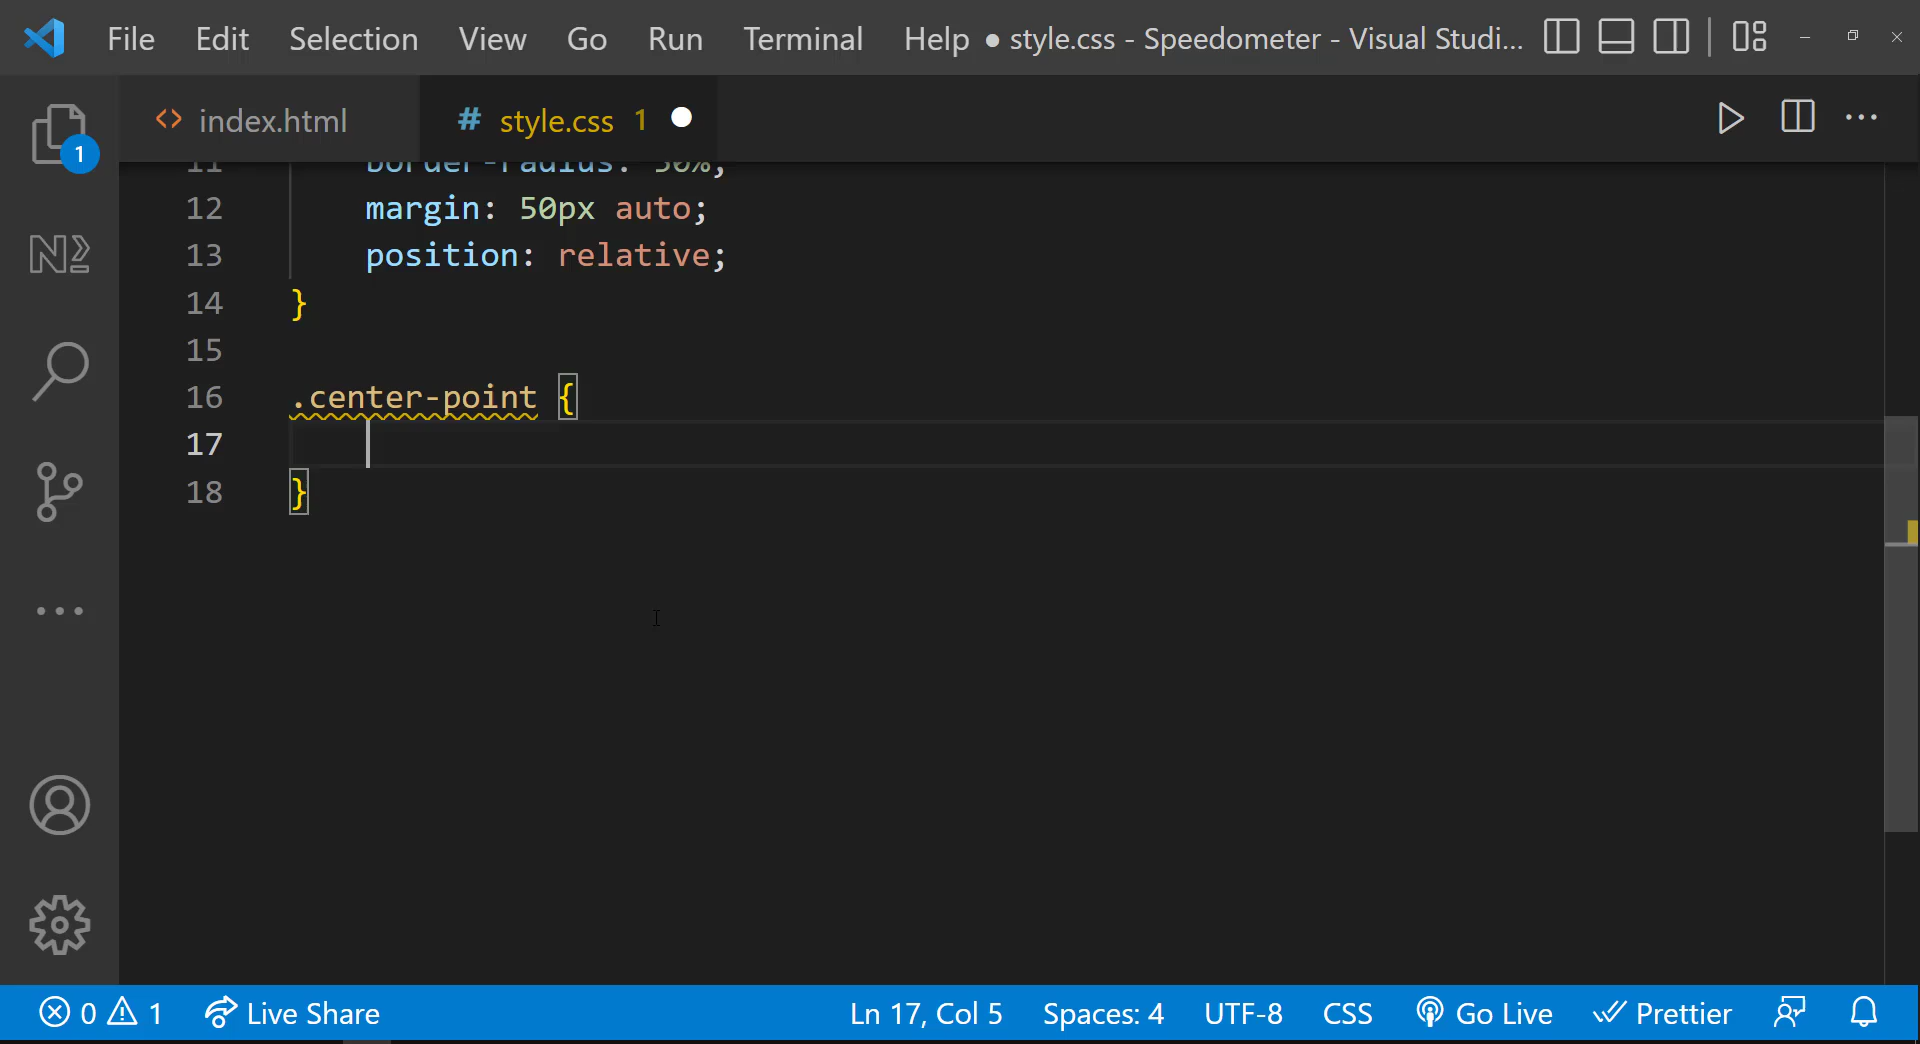 File Edit Selection View Go Run Terminal Help ● style.css - Speedometer - Visual Studi...
<> index.html # style.css 1
1
11 border-radius: 50%;
12 margin: 50px auto;
13 position: relative;
14 }
15
16 .center-point {
17
18 }
0 1 Live Share Ln 17, Col 5 Spaces: 4 UTF-8 CSS Go Live Prettier